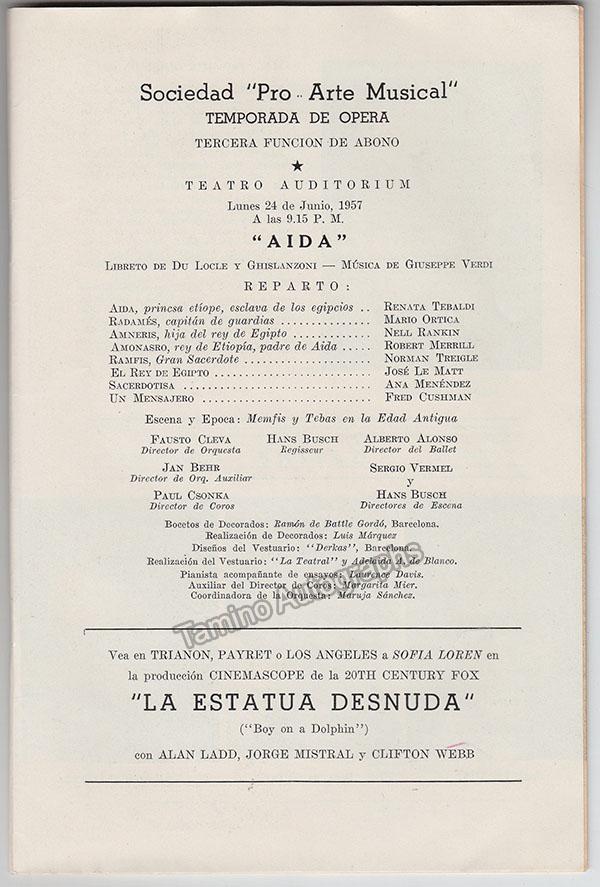 Sociedad "Pro - Arte Musical"
TEMPORADA DE OPERA
TERCERA FUNCION DE ABONO
★
TEATRO AUDITORIUM
Lunes 24 de Junio, 1957
A las 9.15 P. M.
"AIDA"
LIBRETO DE DU LOCLE Y GHISLANZONI — MÚSICA DE GIUSEPPE VERDI
REPARTO:
AIDA, princsa etíope, esclava de los egipcios .. RENATA TEBALDI
RADAMÉS, capitán de guardias .............. MARIO ORTICA
AMNERIS, hija del rey de Egipto ............ NELL RANKIN
AMONASRO, rey de Etiopía, padre de Aida ..... ROBERT MERRILL
RAMFIS, Gran Sacerdote .................... NORMAN TREIGLE
EL REY DE EGIPTO ........................ JOSÉ LE MATT
SACERDOTISA ............................. ANA MENÉNDEZ
UN MENSAJERO .......................... FRED CUSHMAN
Escena y Epoca: Memfis y Tebas en la Edad Antigua
FAUSTO CLEVA HANS BUSCH ALBERTO ALONSO
Director de Orquesta Regisseur Director del Ballet
JAN BEHR SERGIO VERMEL
Director de Orq. Auxiliar y
PAUL CSONKA HANS BUSCH
Director de Coros Directores de Escena
Bocetos de Decorados: Ramón de Battle Gordó, Barcelona.
Realización de Decorados: Luis Márquez
Diseños del Vestuario: "Derkas", Barcelona.
Realización del Vestuario: "La Teatral" y Adelaida A. de Blanco.
Pianista acompañante de ensayos: Laurence Davis.
Auxiliar del Director de Coros: Margarita Mier.
Coordinadora de la Orquesta: Maruja Sánchez.
Tamino Autographs
Vea en TRIANON, PAYRET o LOS ANGELES a SOFIA LOREN en
la producción CINEMASCOPE de la 20TH CENTURY FOX
"LA ESTATUA DESNUDA"
("Boy on a Dolphin")
con ALAN LADD, JORGE MISTRAL y CLIFTON WEBB